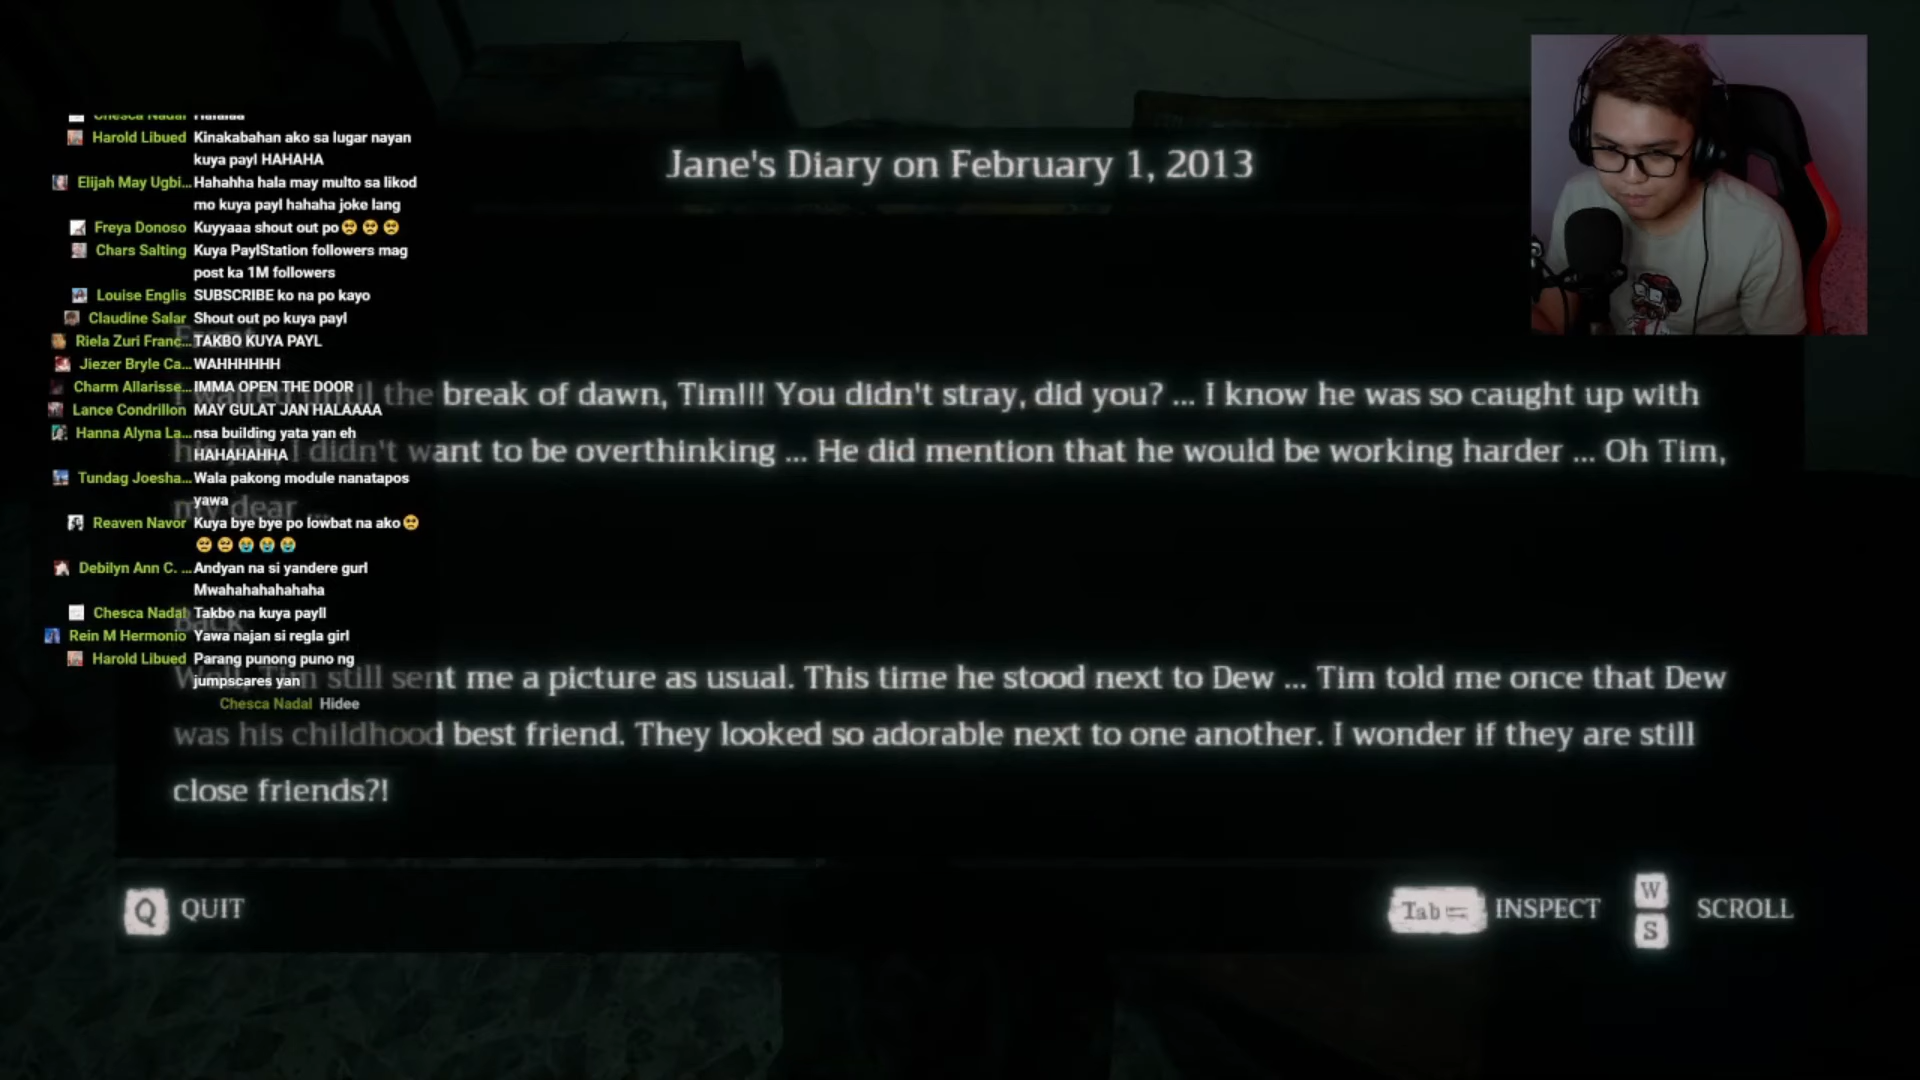 Jane's Diary on February 1, 2013
Chesca Nadal Hahahaa
Harold Libued Kinakabahan ako sa lugar nayan
kuya payl HAHAHA
Elijah May Ugbi... Hahahha hala may multo sa likod
mo kuya payl hahaha joke lang
Freya Donoso Kuyyaaa shout out po🥺🥺🥺
Chars Salting Kuya PaylStation followers mag
post ka 1M followers
Louise Englis SUBSCRIBE ko na po kayo
Claudine Salar Shout out po kuya payl
Front
Riela Zuri Franc... TAKBO KUYA PAYL
Jiezer Bryle Ca... WAHHHHHH
Charm Allarisse... IMMA OPEN THE DOOR
Lance Condrillon MAY GULAT JAN HALAAAA
Hanna Alyna La... nsa building yata yan eh
HAHAHAHHA
Tundag Joesha... Wala pakong module nanatapos
yawa
Reaven Navor Kuya bye bye po lowbat na ako🥺
🥺🥺😭😭😭
Debilyn Ann C. ... Andyan na si yandere gurl
Mwahahahahahaha
Chesca Nadal Takbo na kuya payll
Rein M Hermonio Yawa najan si regla girl
Harold Libued Parang punong puno ng
jumpscares yan
Chesca Nadal Hidee
the break of dawn, Tim!!! You didn't stray, did you? ... I know he was so caught up with
I didn't want to be overthinking ... He did mention that he would be working harder ... Oh Tim,
my dear ...
Back
Well, Tim still sent me a picture as usual. This time he stood next to Dew ... Tim told me once that Dew
was his childhood best friend. They looked so adorable next to one another. I wonder if they are still
close friends?!
Q QUIT
Tab INSPECT
W
S
SCROLL